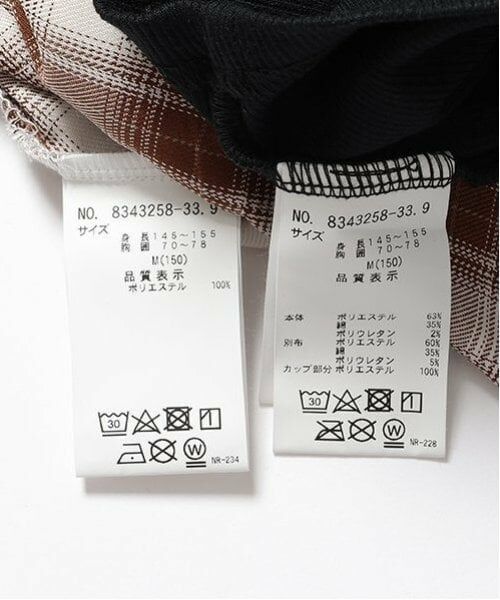 NO. 8343258-33. 9
サイズ
身 長 145~155
胸 囲 70~78
M(150)
品質表示
ポリエステル 100%
30
W
NR-234
NO. 8343258-33. 9
サイズ
身 長 145~155
胸 囲 70~78
M(150)
品質表示
本体 ポリエステル 63%
綿 35%
ポリウレタン 2%
別布 ポリエステル 60%
綿 35%
ポリウレタン 5%
カップ部分 ポリエステル 100%
30
W
NR-228